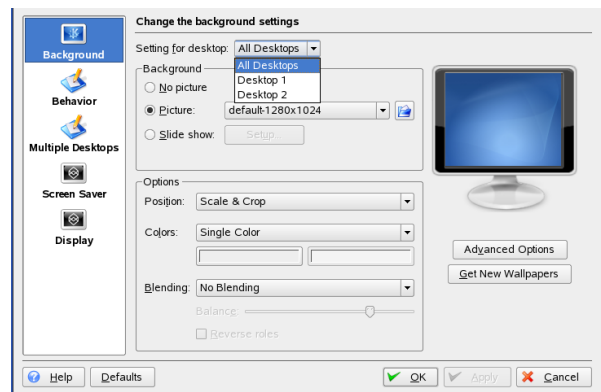 Change the background settings
Background
Behavior
Multiple Desktops
Screen Saver
Display
Setting for desktop: All Desktops
All Desktops
Desktop 1
Desktop 2
Background
No picture
Picture: default-1280x1024
Slide show: Setup...
Options
Position: Scale & Crop
Colors: Single Color
Blending: No Blending
Balance:
Reverse roles
Advanced Options
Get New Wallpapers
Help Defaults OK Apply Cancel